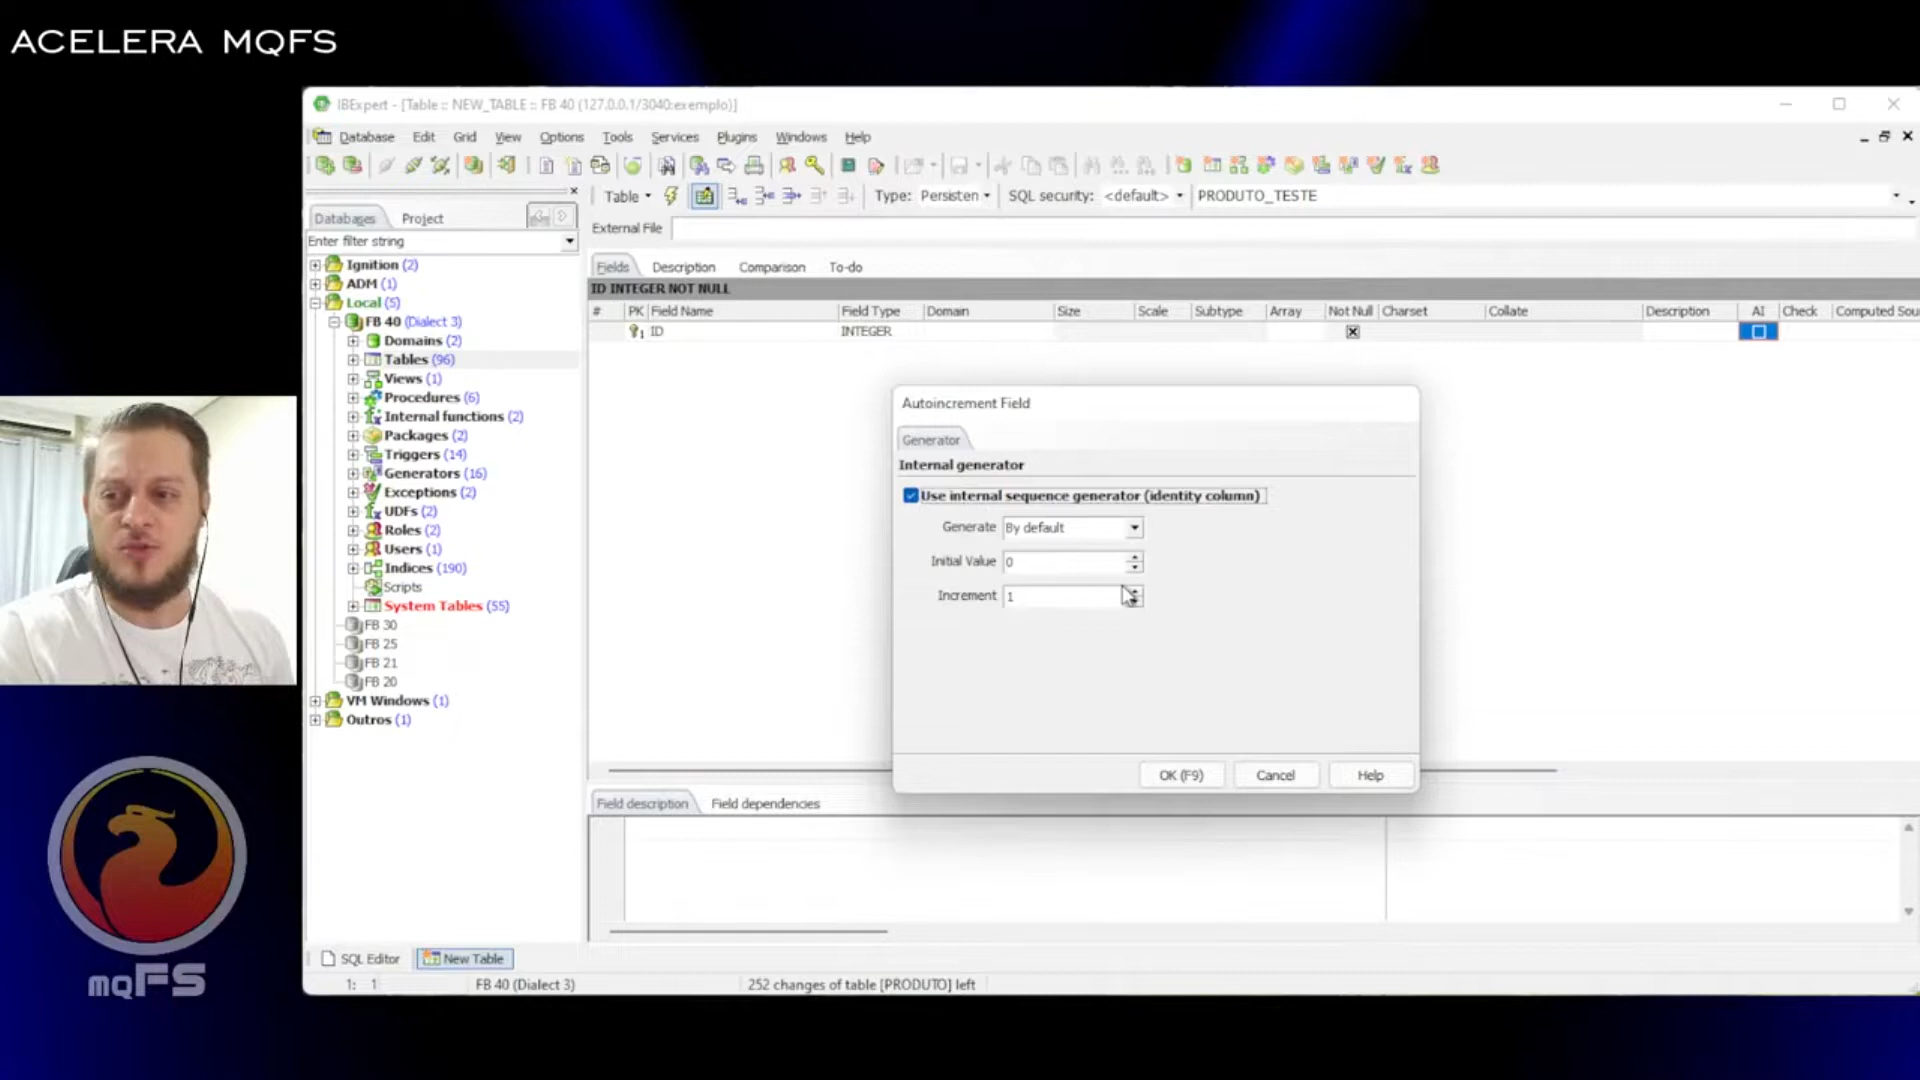 ACELERA MQFS
IBExpert - [Table :: NEW_TABLE :: FB 40 (127.0.0.1/3040:exemplo)]
Database Edit Grid View Options Tools Services Plugins Windows Help
Table Type: Persisten SQL security: <default> PRODUTO_TESTE
Databases Project
External File
Enter filter string
Ignition (2)
ADM (1)
Local (5)
FB 40 (Dialect 3)
Domains (2)
Tables (96)
Views (1)
Procedures (6)
Internal functions (2)
Packages (2)
Triggers (14)
Generators (16)
Exceptions (2)
UDFs (2)
Roles (2)
Users (1)
Indices (190)
Scripts
System Tables (55)
FB 30
FB 25
FB 21
FB 20
VM Windows (1)
Outros (1)
Fields Description Comparison To-do
ID INTEGER NOT NULL
# PK Field Name Field Type Domain Size Scale Subtype Array Not Null Charset Collate Description AI Check Computed Sou
1 ID INTEGER
Autoincrement Field
Generator
Internal generator
Use internal sequence generator (identity column)
Generate By default
Initial Value 0
Increment 1
OK (F9) Cancel Help
Field description Field dependencies
SQL Editor New Table
1: 1 FB 40 (Dialect 3) 252 changes of table [PRODUTO] left
mqFS